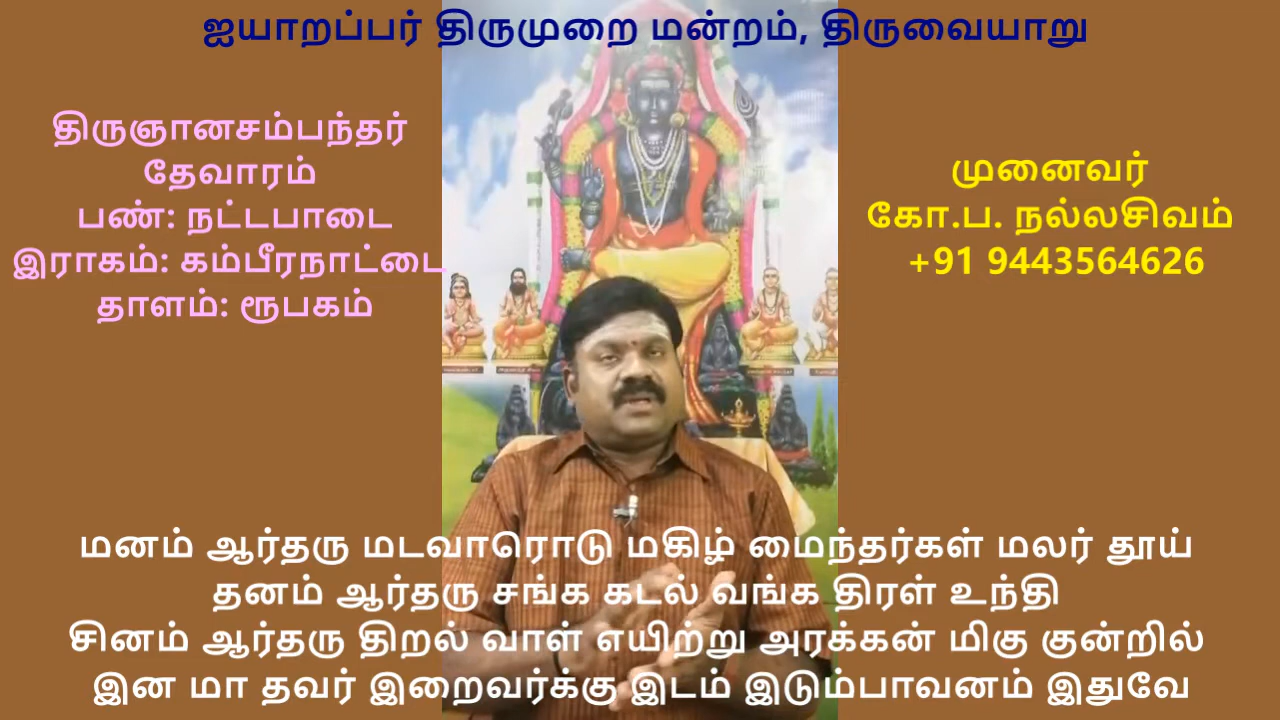 ஐயாறப்பர் திருமுறை மன்றம், திருவையாறு
திருஞானசம்பந்தர்
தேவாரம்
பண்: நட்டபாடை
இராகம்: கம்பீரநாட்டை
தாளம்: ரூபகம்
முனைவர்
கோ.ப. நல்லசிவம்
+91 9443564626
மனம் ஆர்தரு மடவாரொடு மகிழ் மைந்தர்கள் மலர் தூய்
தனம் ஆர்தரு சங்க கடல் வங்க திரள் உந்தி
சினம் ஆர்தரு திறல் வாள் எயிற்று அரக்கன் மிகு குன்றில்
இன மா தவர் இறைவர்க்கு இடம் இடும்பாவனம் இதுவே